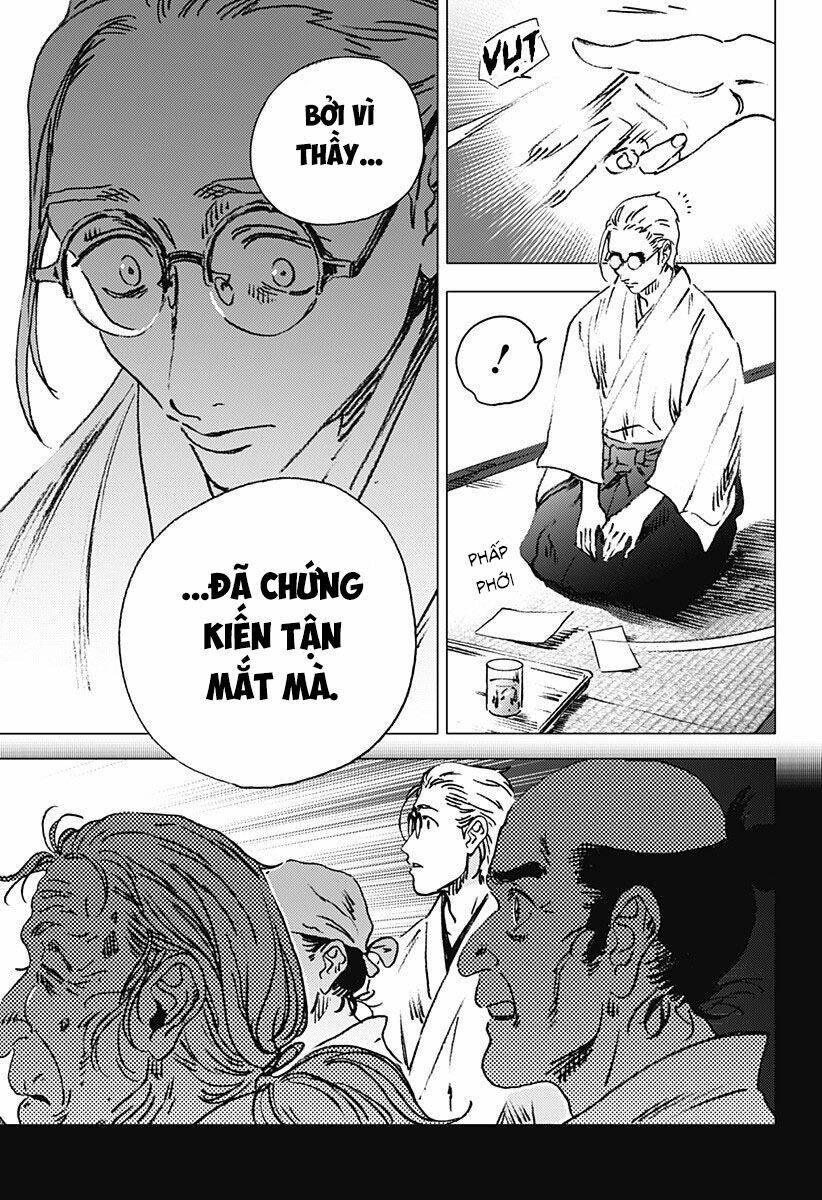 VỤT
!
PHẤP
PHỚI
BỞI VÌ
THẦY...
...ĐÃ CHỨNG
KIẾN TẬN
MẮT MÀ.